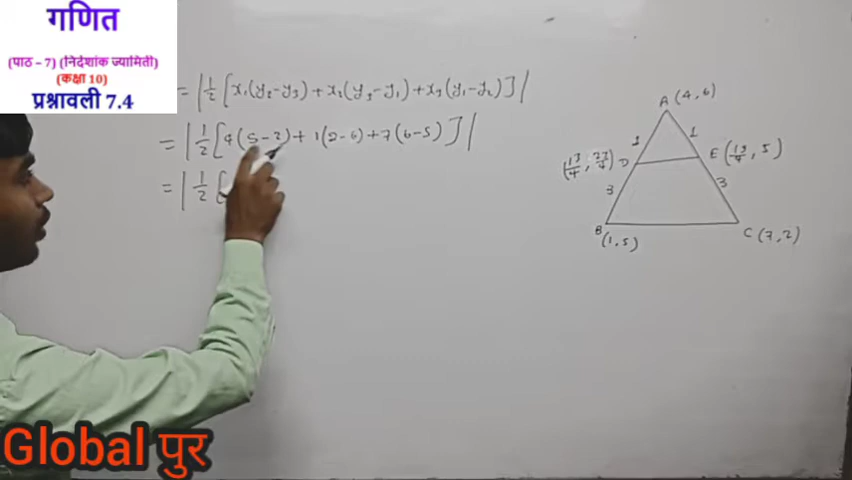 गणित
(पाठ – 7) (निर्देशांक ज्यामिती)
(कक्षा 10)
प्रश्नावली 7.4
= |1/2 [x₁(y₂-y₃) + x₂(y₃-y₁) + x₃(y₁-y₂)]|
= |1/2 [4(5-2) + 1(2-6) + 7(6-5)]|
= |1/2 [
A (4,6)
1 1
(13/4, 23/4) D E (19/4, 5)
3 3
B (1,5) C (7,2)
Global पुर